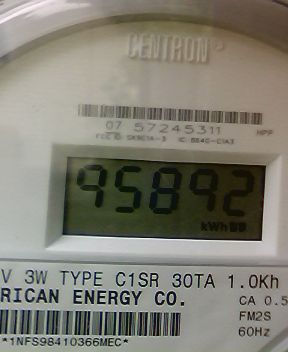 CENTRON®
07 57245311
HPP
95892
kWh
V 3W TYPE C1SR 30TA 1.0Kh
RICAN ENERGY CO.
CA 0.5
FM2S
60Hz
*1NFS98410366MEC*